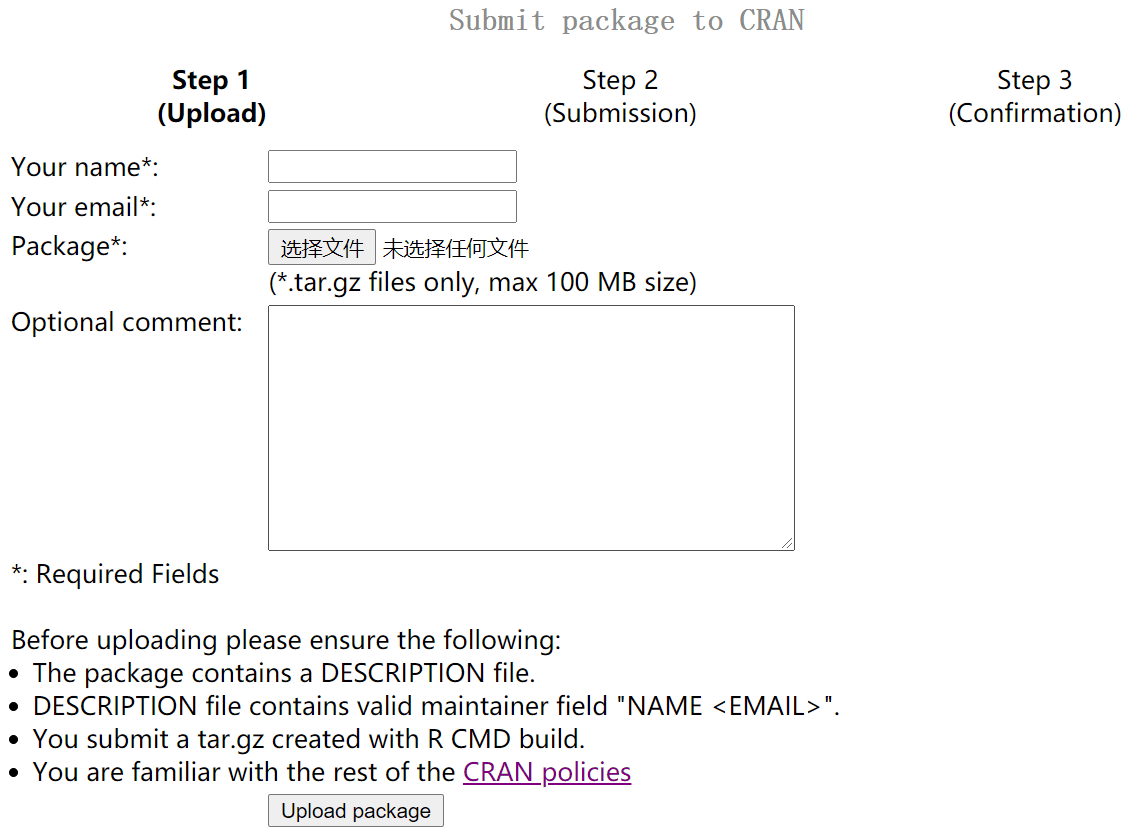 Submit package to CRAN
Step 1 Step 2 Step 3
(Upload) (Submission) (Confirmation)
Your name*:
Your email*:
Package*: 选择文件 未选择任何文件
(*.tar.gz files only, max 100 MB size)
Optional comment:
*: Required Fields
Before uploading please ensure the following:
• The package contains a DESCRIPTION file.
• DESCRIPTION file contains valid maintainer field "NAME <EMAIL>".
• You submit a tar.gz created with R CMD build.
• You are familiar with the rest of the CRAN policies
Upload package